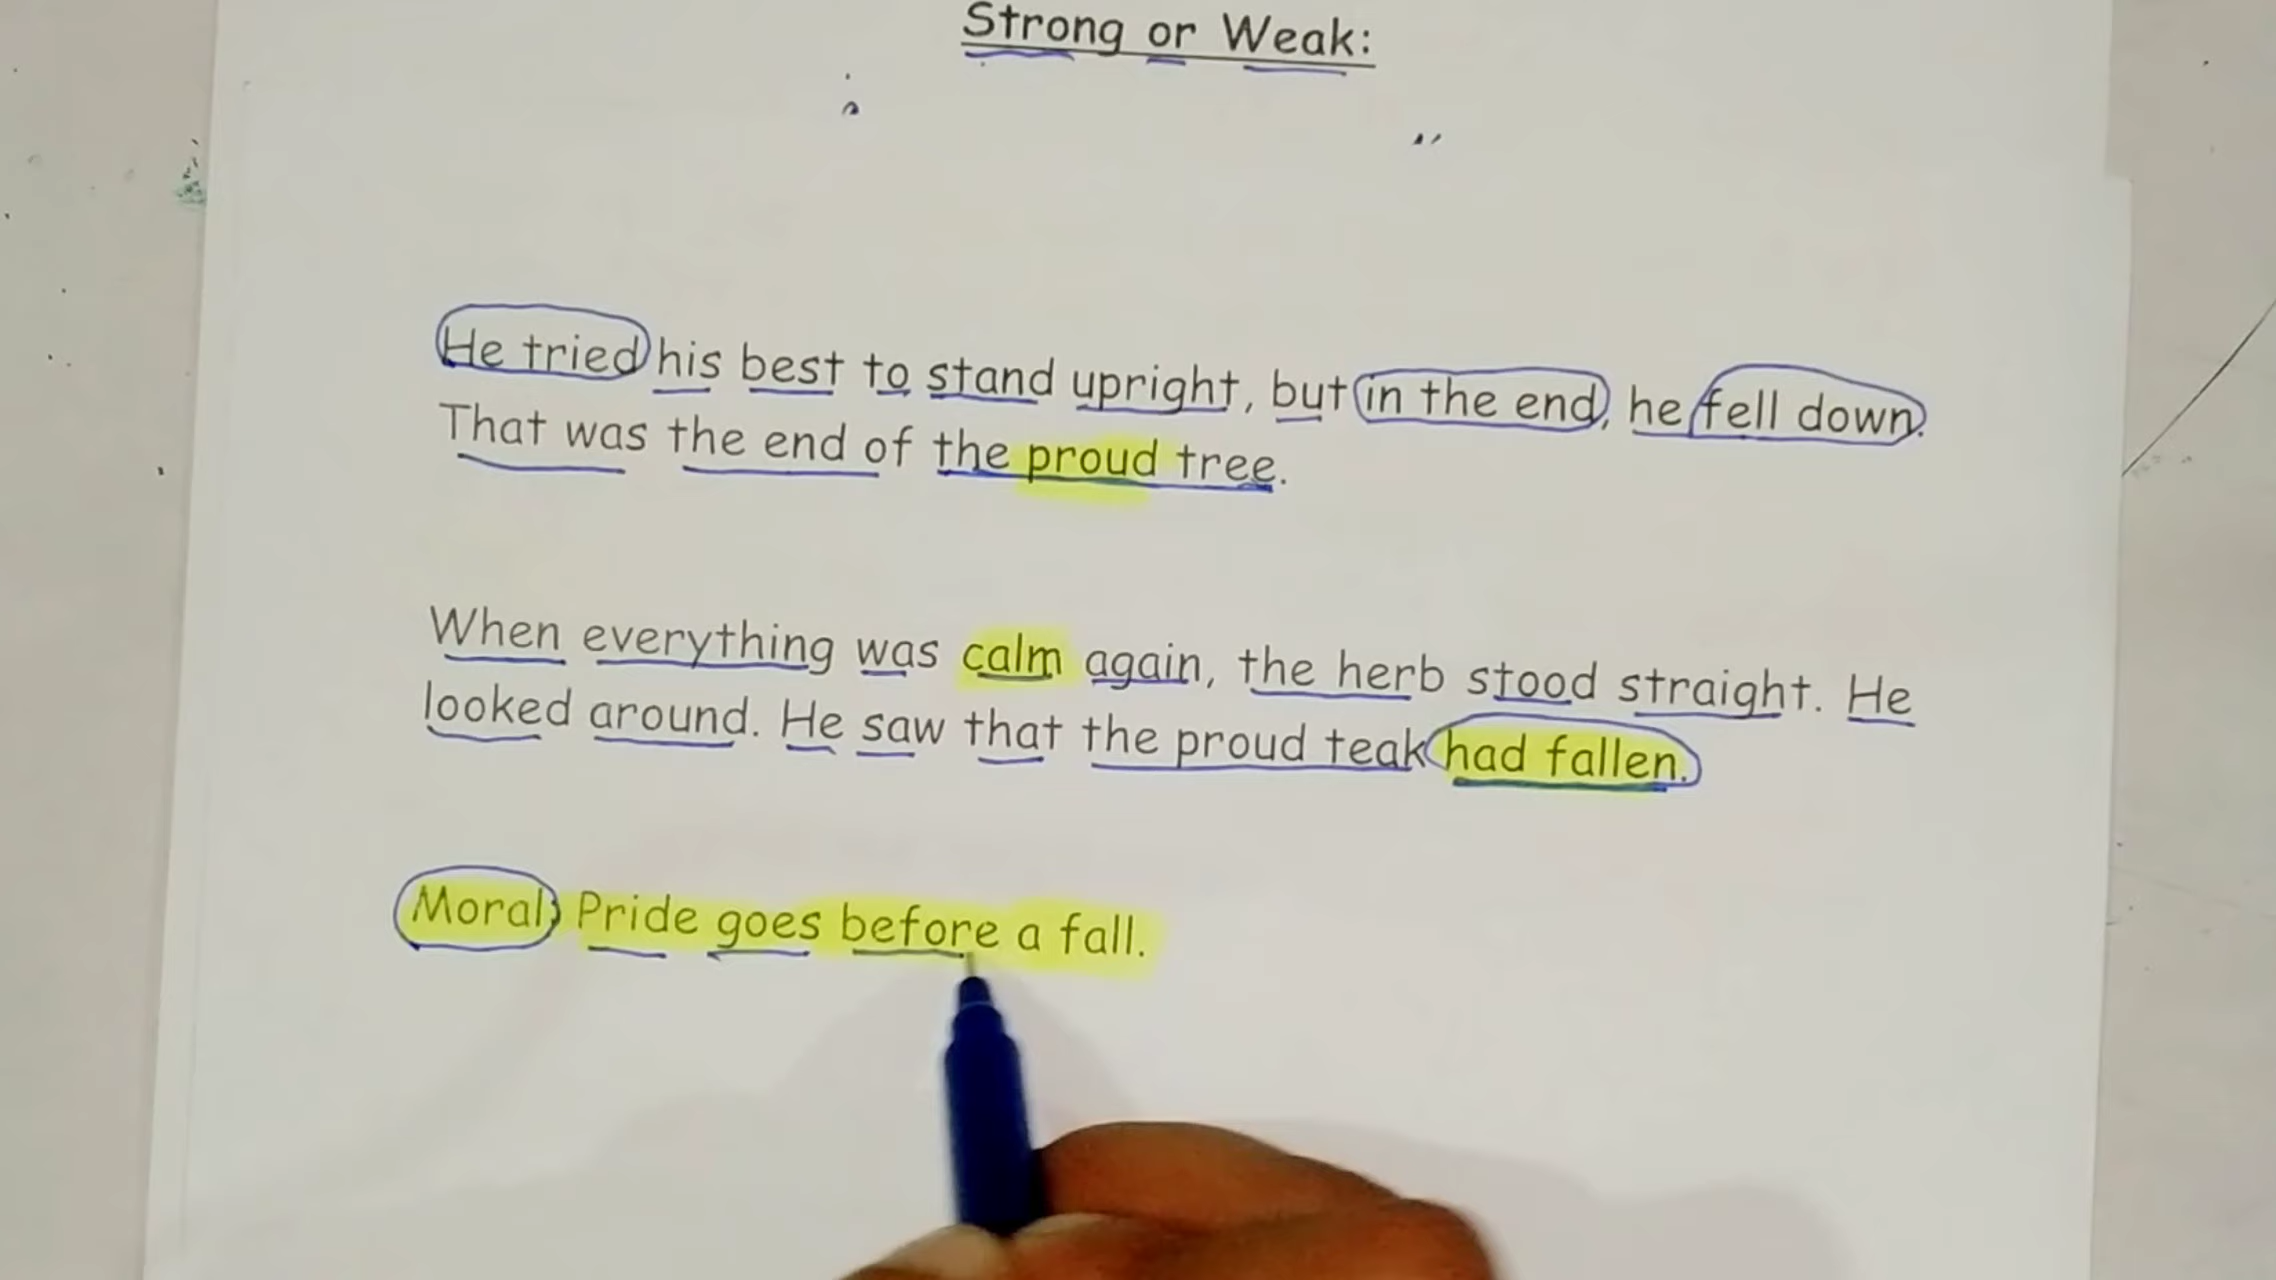 Strong or Weak:
He tried his best to stand upright, but in the end, he fell down.
That was the end of the proud tree.
When everything was calm again, the herb stood straight. He
looked around. He saw that the proud teak had fallen.
Moral: Pride goes before a fall.